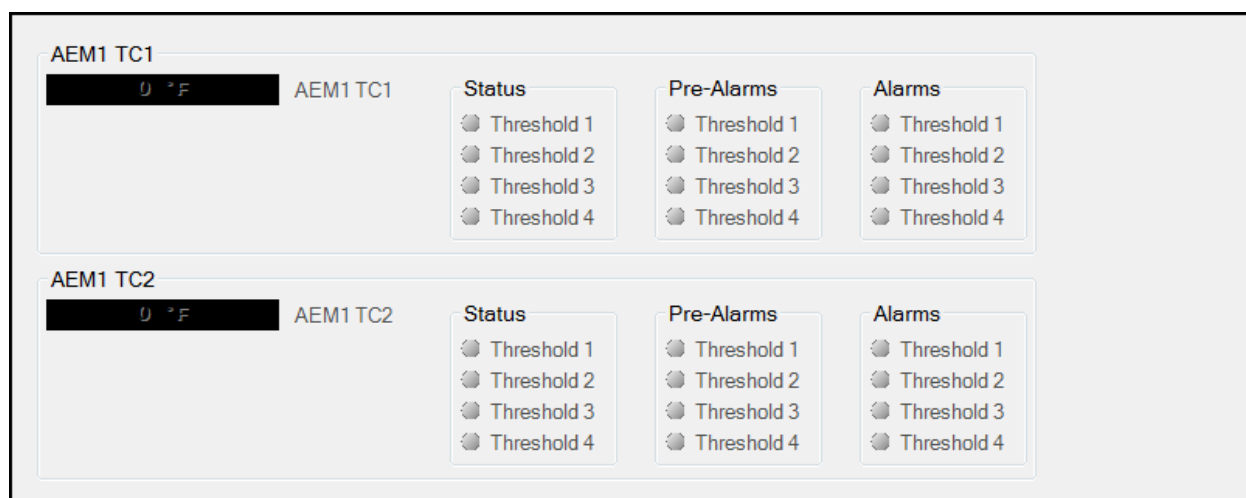 AEM1 TC1
0 °F AEM1 TC1 Status Pre-Alarms Alarms
Threshold 1 Threshold 1 Threshold 1
Threshold 2 Threshold 2 Threshold 2
Threshold 3 Threshold 3 Threshold 3
Threshold 4 Threshold 4 Threshold 4
AEM1 TC2
0 °F AEM1 TC2 Status Pre-Alarms Alarms
Threshold 1 Threshold 1 Threshold 1
Threshold 2 Threshold 2 Threshold 2
Threshold 3 Threshold 3 Threshold 3
Threshold 4 Threshold 4 Threshold 4